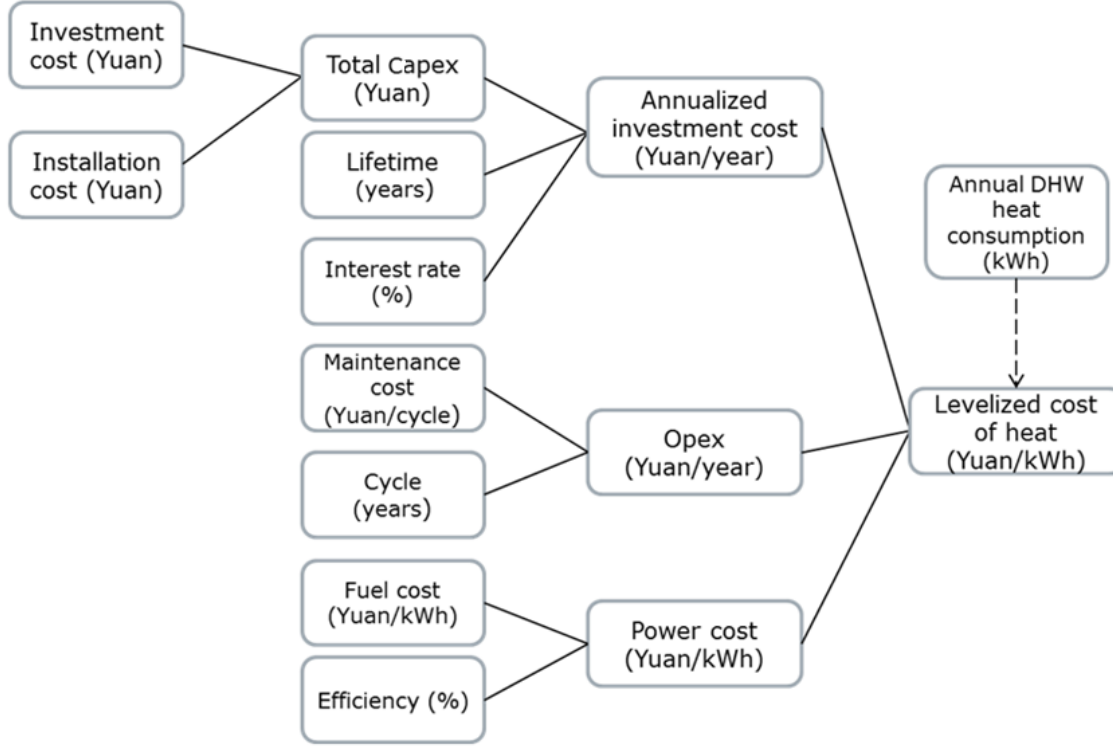 Investment
cost (Yuan)
Installation
cost (Yuan)
Total Capex
(Yuan)
Lifetime
(years)
Interest rate
(%)
Maintenance
cost
(Yuan/cycle)
Cycle
(years)
Fuel cost
(Yuan/kWh)
Efficiency (%)
Annualized
investment cost
(Yuan/year)
Opex
(Yuan/year)
Power cost
(Yuan/kWh)
Annual DHW
heat
consumption
(kWh)
Levelized cost
of heat
(Yuan/kWh)